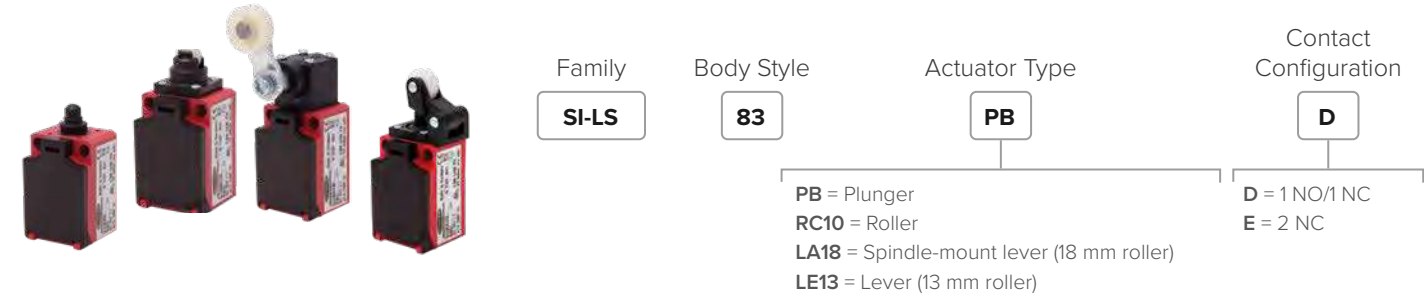 Family
Body Style
Actuator Type
Contact
Configuration
SI-LS
83
PB
D
PB = Plunger
RC10 = Roller
LA18 = Spindle-mount lever (18 mm roller)
LE13 = Lever (13 mm roller)
D = 1 NO/1 NC
E = 2 NC